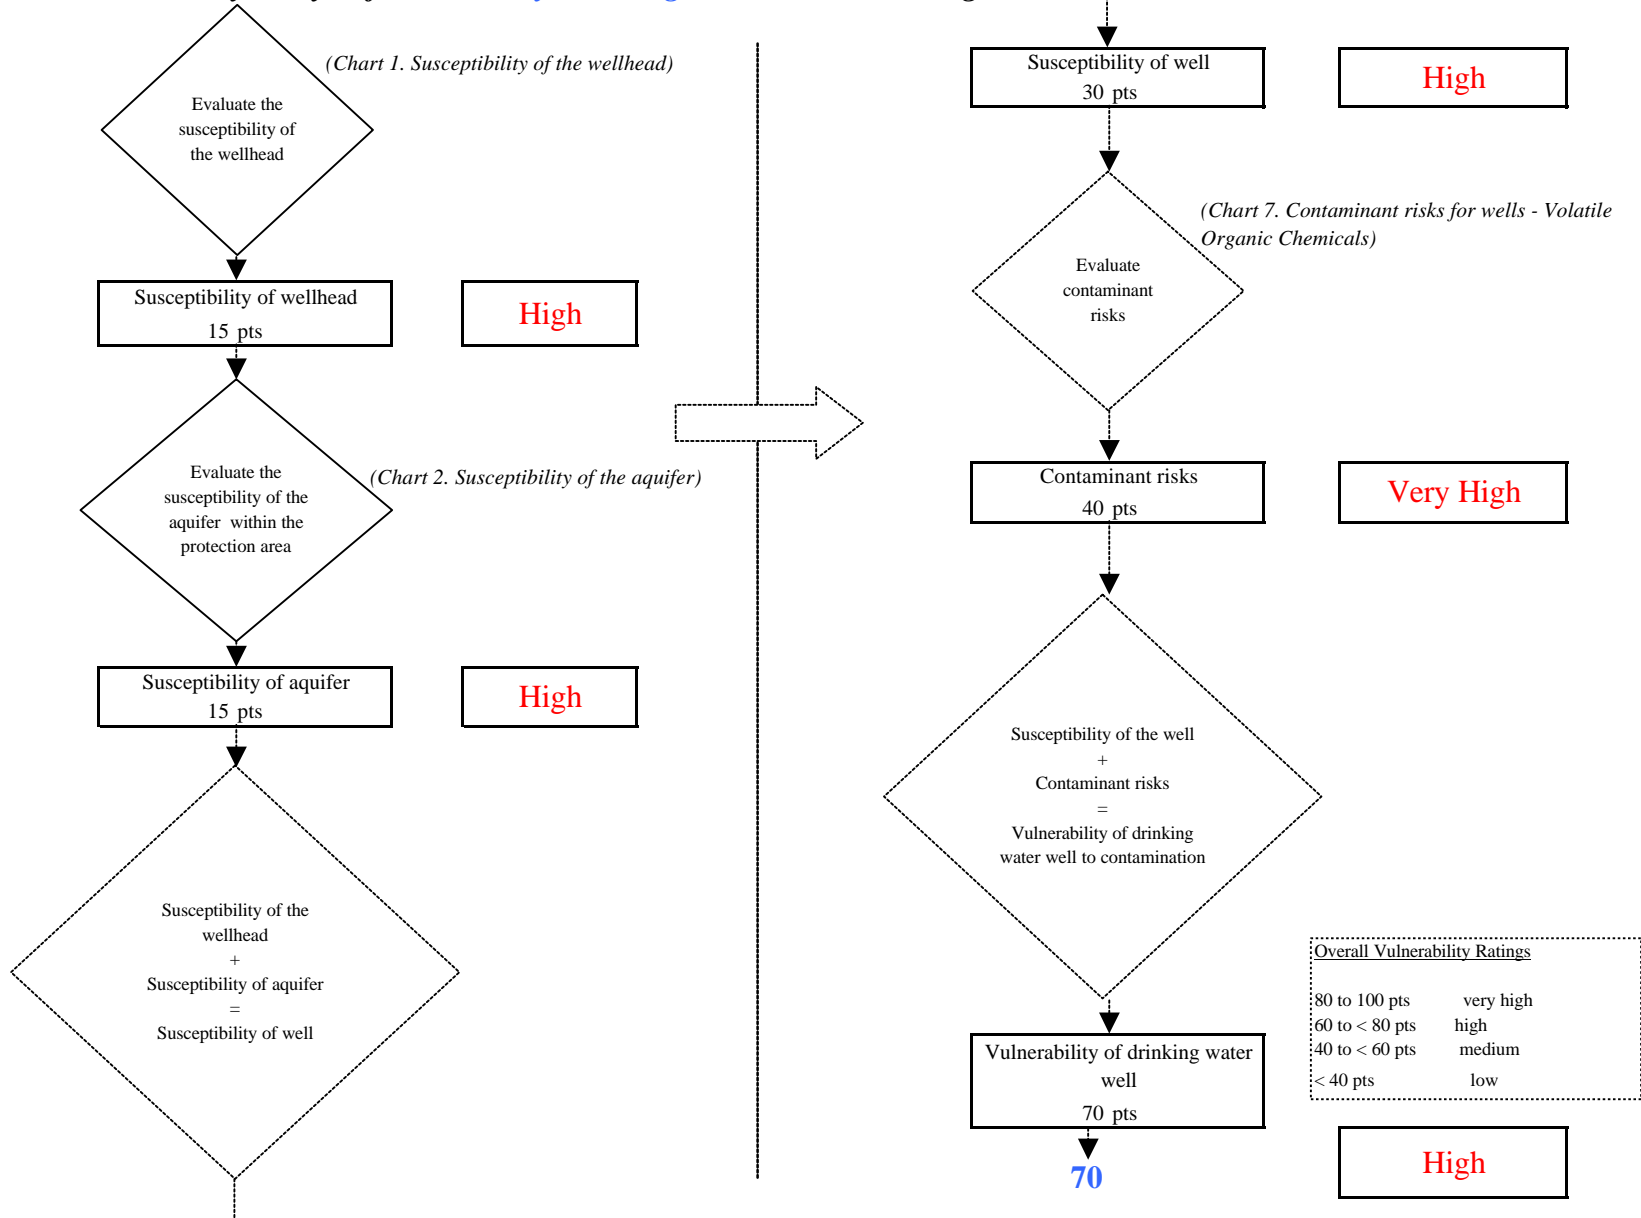 (Chart 1. Susceptibility of the wellhead)
Evaluate the
susceptibility of
the wellhead
Susceptibility of wellhead
15 pts
High
(Chart 2. Susceptibility of the aquifer)
Evaluate the
susceptibility of the
aquifer within the
protection area
Susceptibility of aquifer
15 pts
High
Susceptibility of the
wellhead
+
Susceptibility of aquifer
=
Susceptibility of well
Susceptibility of well
30 pts
High
(Chart 7. Contaminant risks for wells - Volatile
Organic Chemicals)
Evaluate
contaminant
risks
Contaminant risks
40 pts
Very High
Susceptibility of the well
+
Contaminant risks
=
Vulnerability of drinking
water well to contamination
Overall Vulnerability Ratings
80 to 100 pts very high
60 to < 80 pts high
40 to < 60 pts medium
< 40 pts low
Vulnerability of drinking water
well
70 pts
70
High